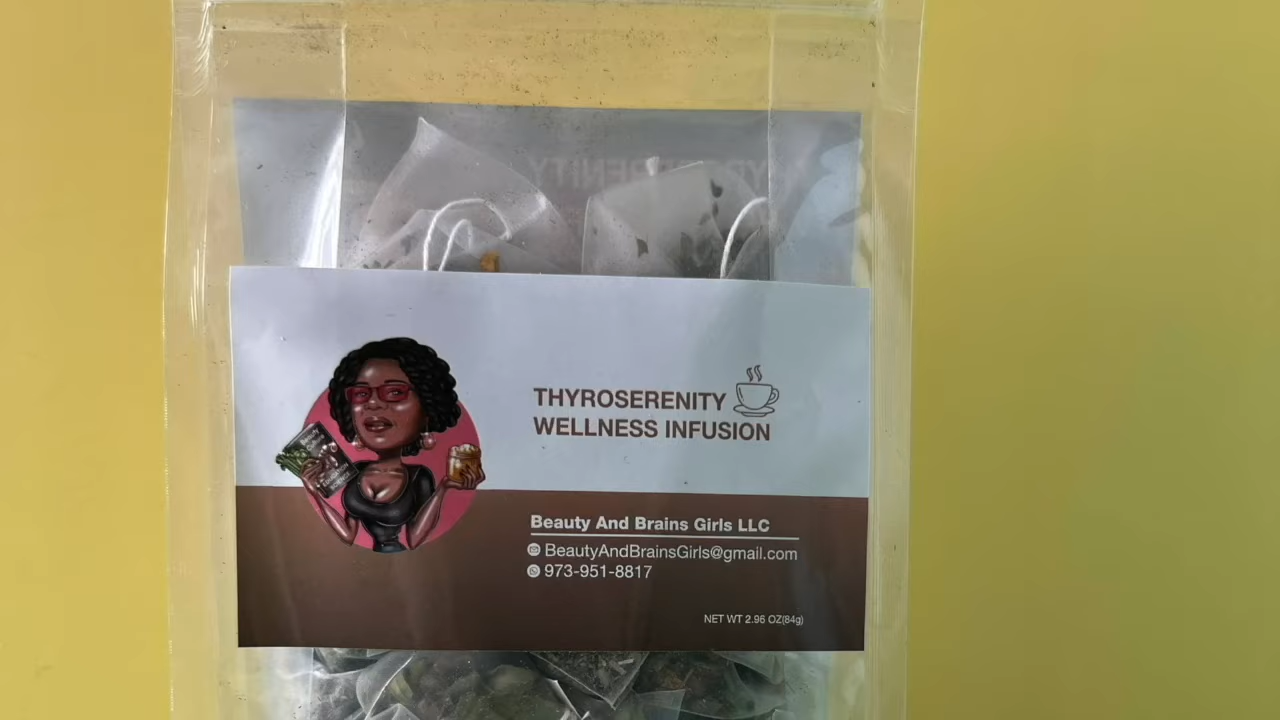 THYROSERENITY
WELLNESS INFUSION
Beauty And Brains Girls LLC
BeautyAndBrainsGirls@gmail.com
973-951-8817
NET WT 2.96 OZ(84g)